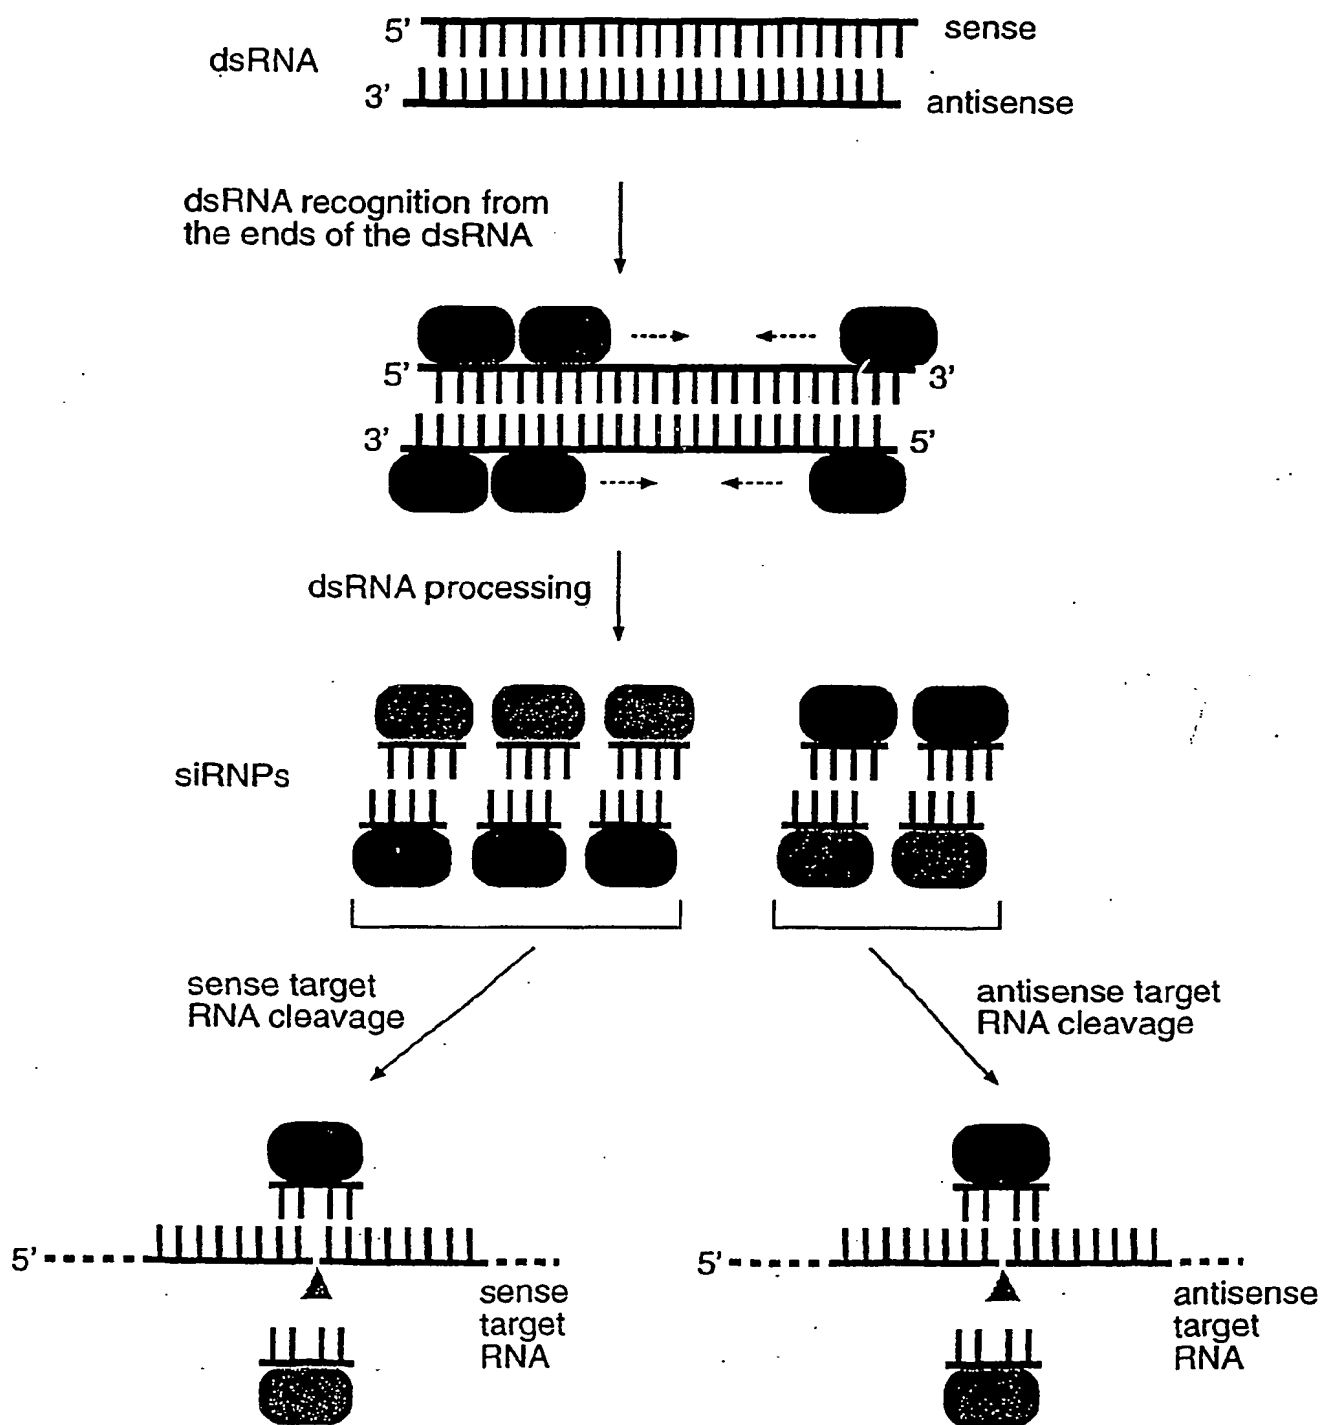 5’ sense
dsRNA
3’ antisense
dsRNA recognition from
the ends of the dsRNA
5’ 3’
3’ 5’
dsRNA processing
siRNPs
sense target
RNA cleavage
antisense target
RNA cleavage
5’
sense
target
RNA
5’
antisense
target
RNA